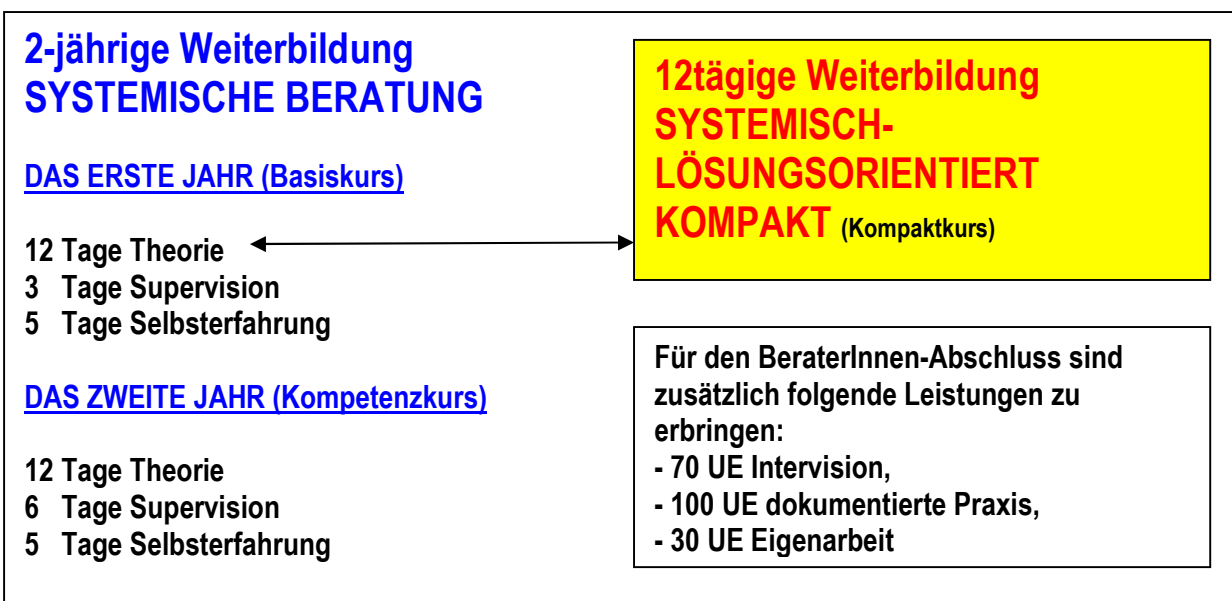 2-jährige Weiterbildung
SYSTEMISCHE BERATUNG
DAS ERSTE JAHR (Basiskurs)
12 Tage Theorie
3 Tage Supervision
5 Tage Selbsterfahrung
DAS ZWEITE JAHR (Kompetenzkurs)
12 Tage Theorie
6 Tage Supervision
5 Tage Selbsterfahrung
12tägige Weiterbildung
SYSTEMISCH-
LÖSUNGSORIENTIERT
KOMPAKT (Kompaktkurs)
Für den BeraterInnen-Abschluss sind
zusätzlich folgende Leistungen zu
erbringen:
- 70 UE Intervision,
- 100 UE dokumentierte Praxis,
- 30 UE Eigenarbeit